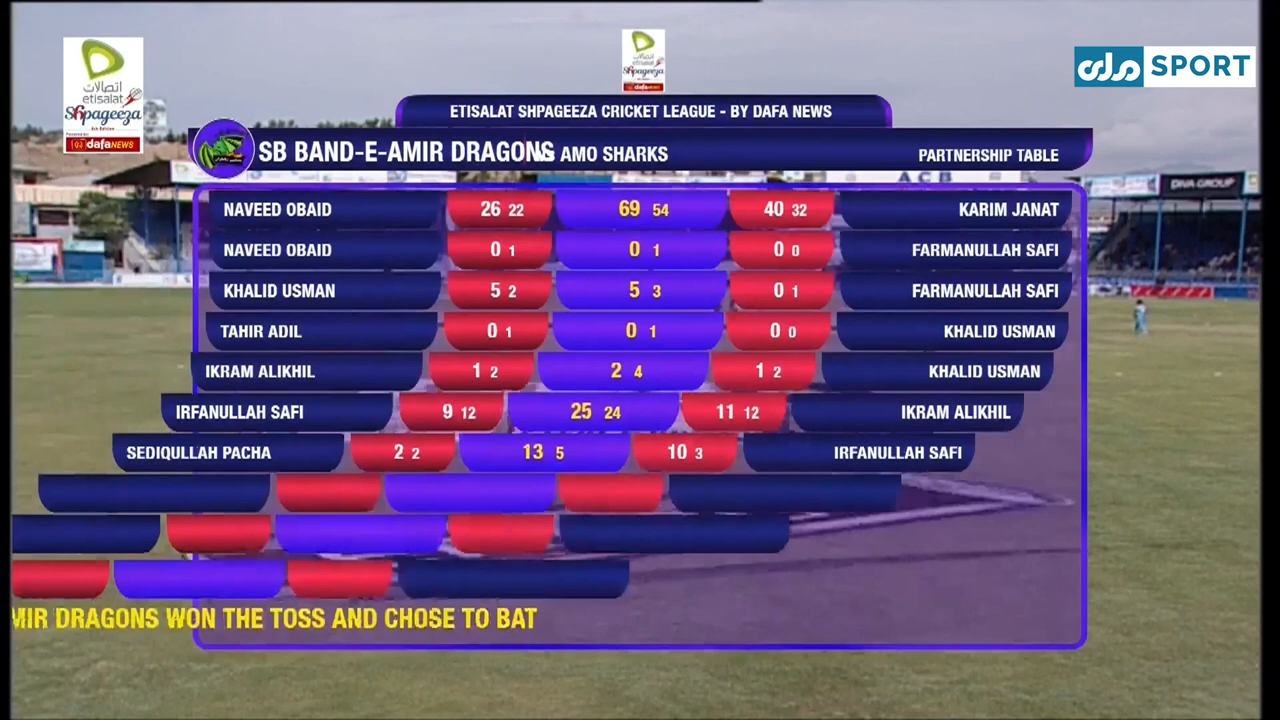 اتصالات
etisalat
Shpageeza
dafaNEWS
etisalat
Shpageeza
dafaNEWS
SPORT
ETISALAT SHPAGEEZA CRICKET LEAGUE - BY DAFA NEWS
SB BAND-E-AMIR DRAGONS AMO SHARKS PARTNERSHIP TABLE
ACB
DIVA GROUP
NAVEED OBAID 26 22 69 54 40 32 KARIM JANAT
NAVEED OBAID 0 1 0 1 0 0 FARMANULLAH SAFI
KHALID USMAN 5 2 5 3 0 1 FARMANULLAH SAFI
TAHIR ADIL 0 1 0 1 0 0 KHALID USMAN
IKRAM ALIKHIL 1 2 2 4 1 2 KHALID USMAN
IRFANULLAH SAFI 9 12 25 24 11 12 IKRAM ALIKHIL
SEDIQULLAH PACHA 2 2 13 5 10 3 IRFANULLAH SAFI
MIR DRAGONS WON THE TOSS AND CHOSE TO BAT